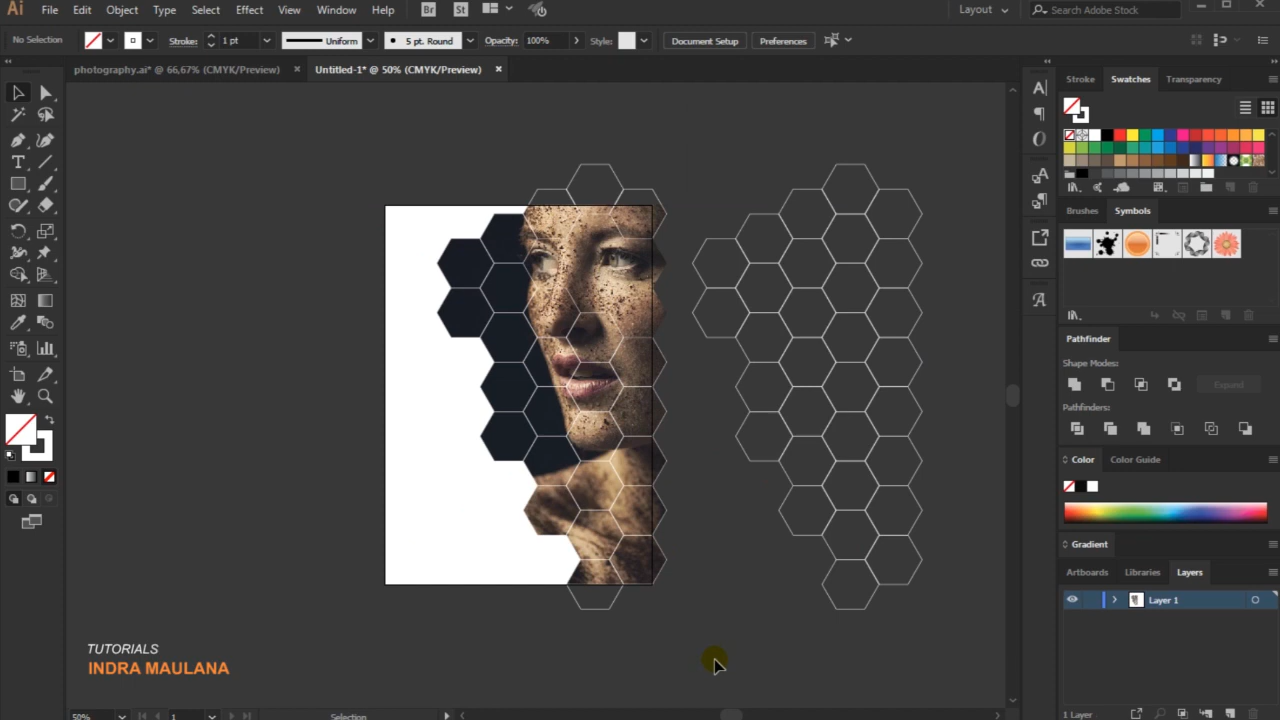 Ai File Edit Object Type Select Effect View Window Help Br St Layout Search Adobe Stock
No Selection Stroke: 1 pt Uniform 5 pt. Round Opacity: 100% Style: Document Setup Preferences
photography.ai* @ 66,67% (CMYK/Preview) × Untitled-1* @ 50% (CMYK/Preview) ×
Stroke Swatches Transparency
Brushes Symbols
Pathfinder
Shape Modes:
Expand
Pathfinders:
Color Color Guide
Gradient
Artboards Libraries Layers
Layer 1
TUTORIALS
INDRA MAULANA
50% 1 Selection 1 Layer